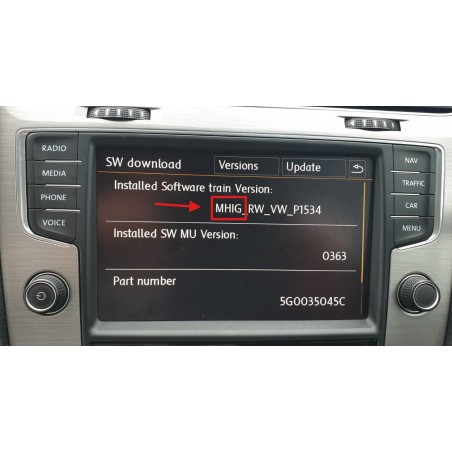 RADIO
MEDIA
PHONE
VOICE
SW download
Versions
Update
Installed Software train Version:
MHIG_RW_VW_P1534
Installed SW MU Version:
0363
Part number
5G0035045C
NAV
TRAFFIC
CAR
MENU